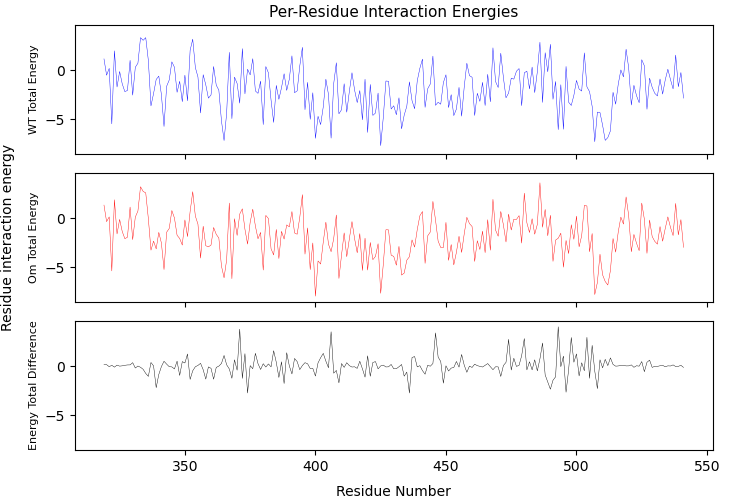 Per-Residue Interaction Energies
Residue interaction energy
WT Total Energy
0
−5
Om Total Energy
0
−5
Energy Total Difference
0
−5
350 400 450 500 550
Residue Number